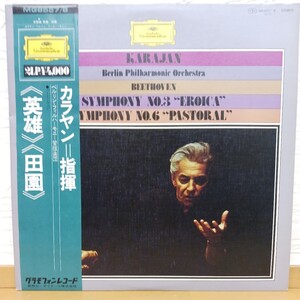 KARAJAN
Berlin Philharmonic Orchestra
BEETHOVEN
SYMPHONY NO.3 “EROICA”
SYMPHONY NO.6 “PASTORAL”
2LP¥4,000
カラヤン=指揮
《英雄》《田園》
グラモフォンレコード